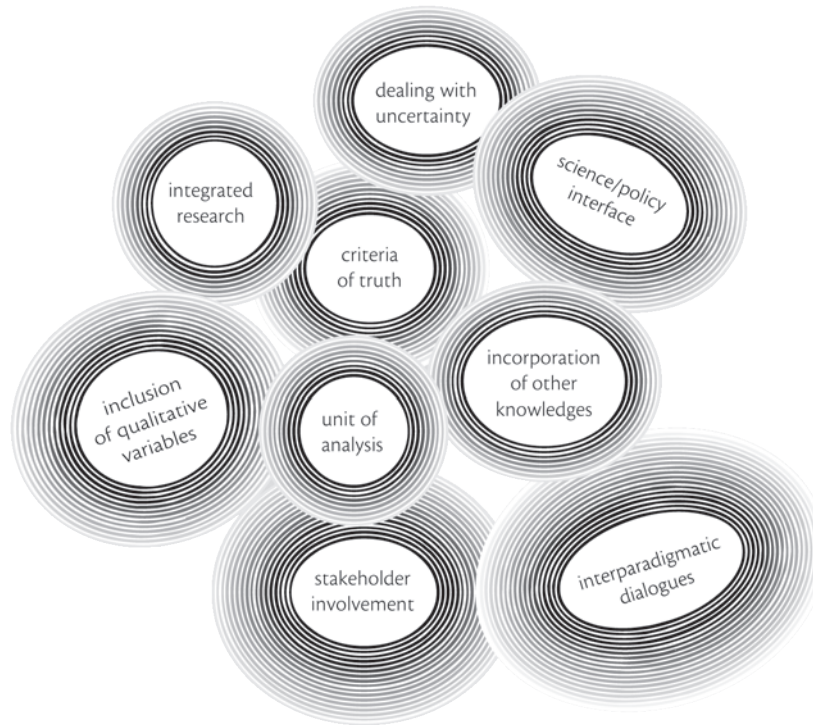 dealing with
uncertainty
science/policy
interface
integrated
research
criteria
of truth
incorporation
of other
knowledges
inclusion
of qualitative
variables
unit of
analysis
stakeholder
involvement
interparadigmatic
dialogues